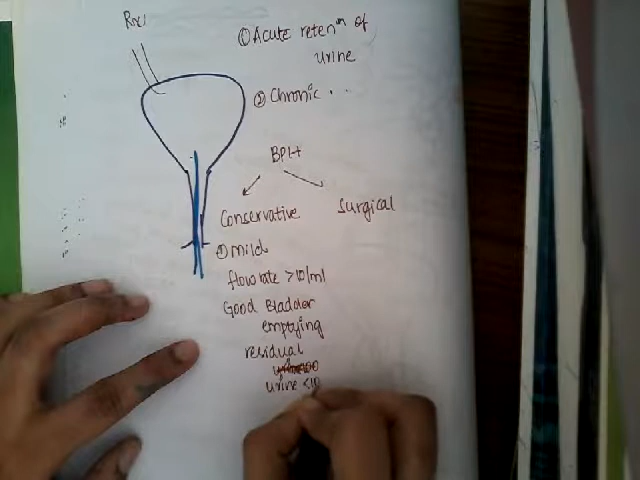 ① Acute retenⁿ of
urine
② Chronic . . .
BPH
Conservative
Surgical
① mild
flow rate >10/ml
Good Bladder
emptying
residual
urine <10